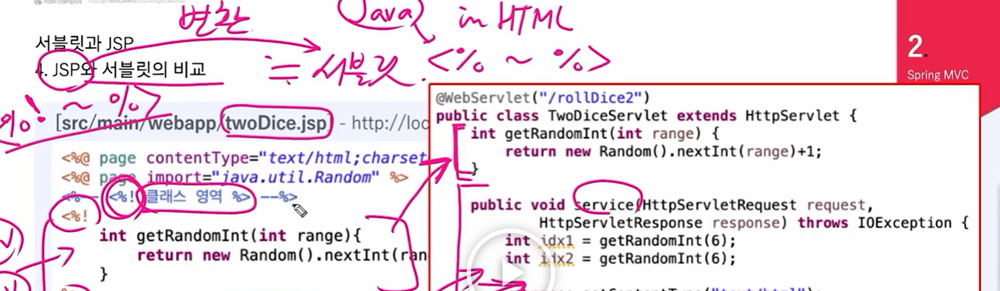 fastcampus
변환
Java in HTML
서블릿과 JSP
4. JSP와 서블릿의 비교
≒ 서블릿. <% ~ %>
2.
Spring MVC
%! ~ %>
[src/main/webapp/twoDice.jsp] - http://loc
<%@ page contentType="text/html;charset
<%@ page import="java.util.Random" %>
<%-- <%! 클래스 영역 %> --%>
<%!
int getRandomInt(int range){
return new Random().nextInt(ran
}
@WebServlet("/rollDice2")
public class TwoDiceServlet extends HttpServlet {
int getRandomInt(int range) {
return new Random().nextInt(range)+1;
}
public void service(HttpServletRequest request,
HttpServletResponse response) throws IOException {
int idx1 = getRandomInt(6);
int idx2 = getRandomInt(6);